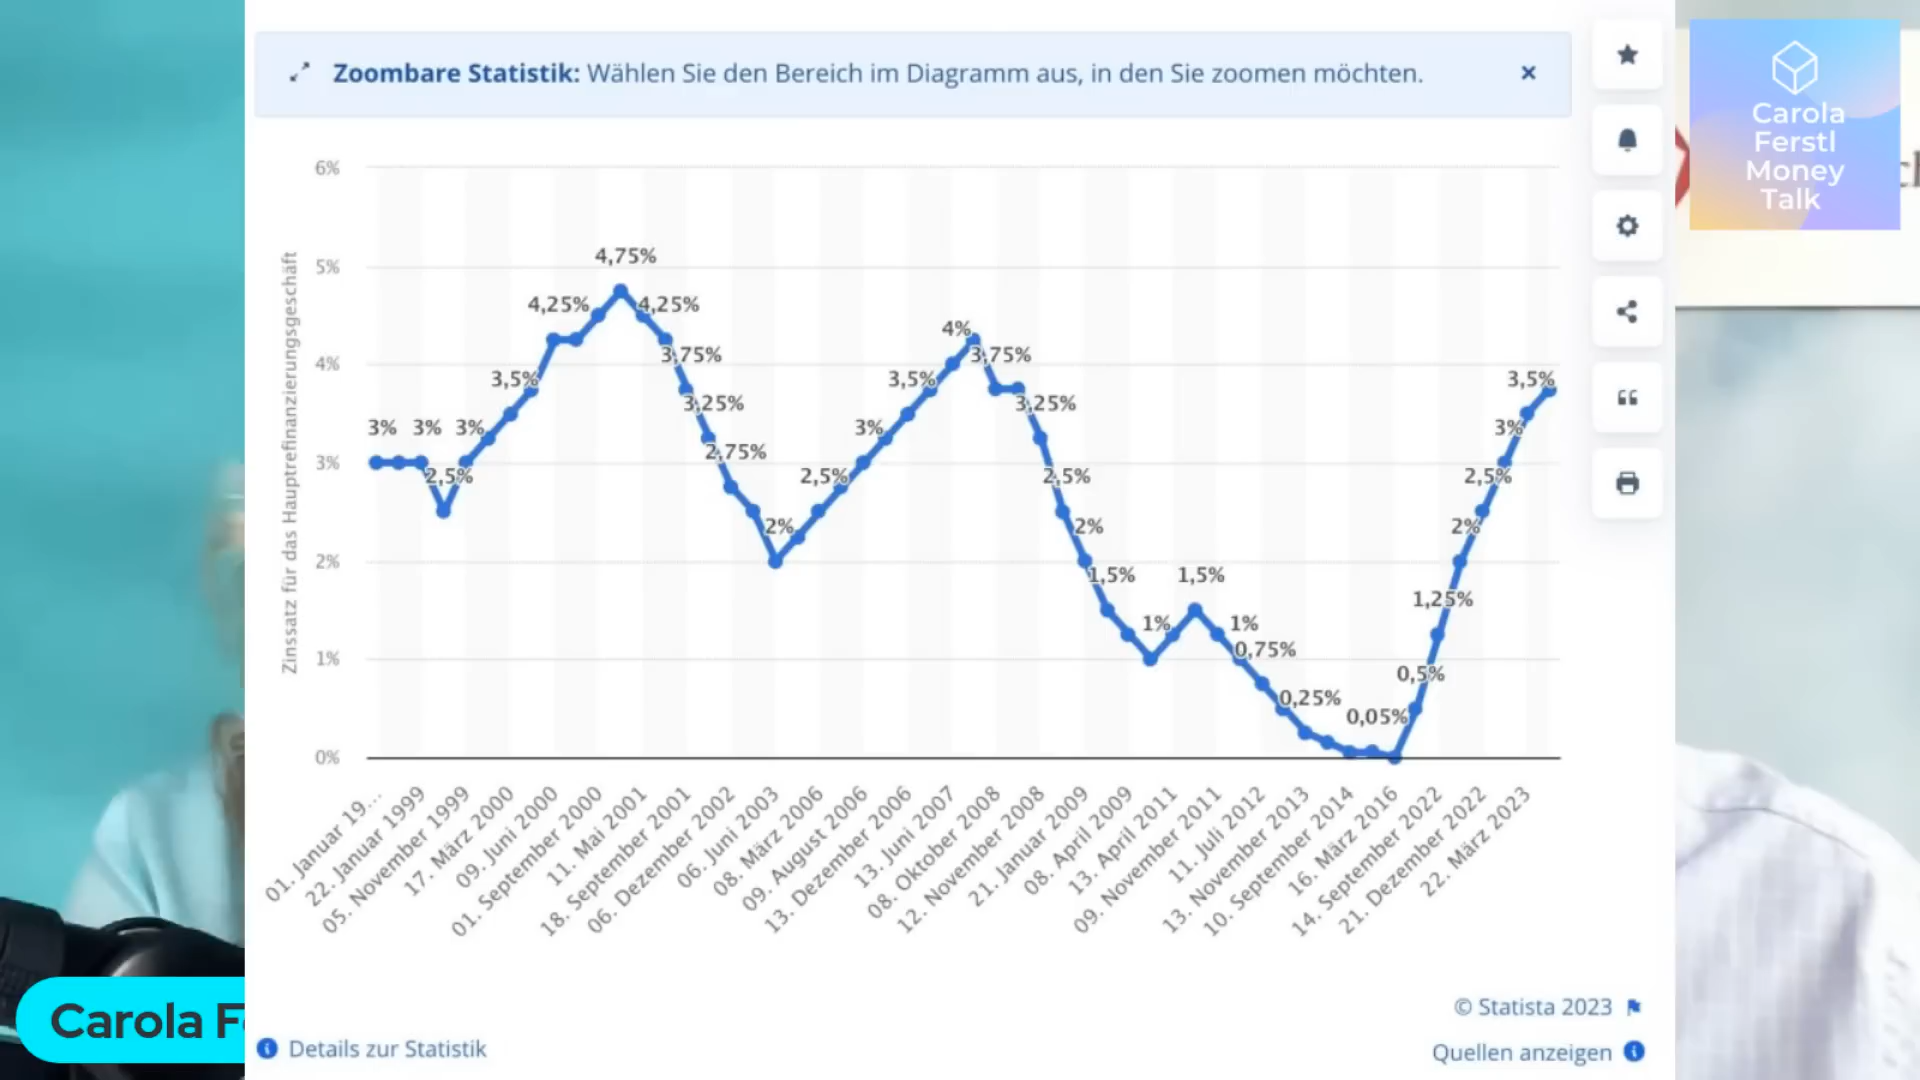 Zoombare Statistik: Wählen Sie den Bereich im Diagramm aus, in den Sie zoomen möchten.
Carola
Ferstl
Money
Talk
Zinssatz für das Hauptrefinanzierungsgeschäft
6%
5%
4%
3%
2%
1%
0%
3%
3%
2,5%
3%
3,5%
4,25%
4,75%
4,25%
3,75%
3,25%
2,75%
2%
2,5%
3%
3,5%
4%
3,75%
3,25%
2,5%
2%
1,5%
1%
1,5%
1%
0,75%
0,25%
0,05%
0,5%
1,25%
2%
2,5%
3%
3,5%
01. Januar 19...
22. Januar 1999
05. November 1999
17. März 2000
09. Juni 2000
01. September 2000
11. Mai 2001
18. September 2001
06. Dezember 2002
06. Juni 2003
08. März 2006
09. August 2006
13. Dezember 2006
13. Juni 2007
08. Oktober 2008
12. November 2008
21. Januar 2009
08. April 2009
13. April 2011
09. November 2011
11. Juli 2012
13. November 2013
10. September 2014
16. März 2016
14. September 2022
21. Dezember 2022
22. März 2023
© Statista 2023
Details zur Statistik
Quellen anzeigen
Carola F